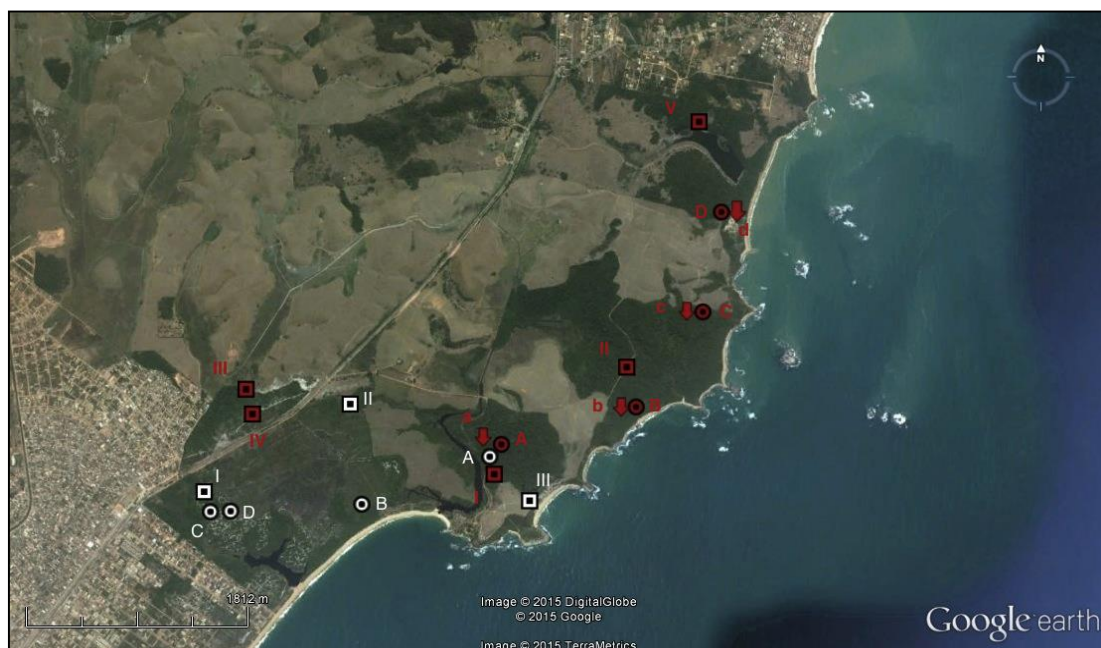 N
V
D
d
c
C
II
III
b
B
II
IV
a
A
A
I
I
III
B
C
D
1812 m
Image © 2015 DigitalGlobe
© 2015 Google
Image © 2015 TerraMetrics
Google earth